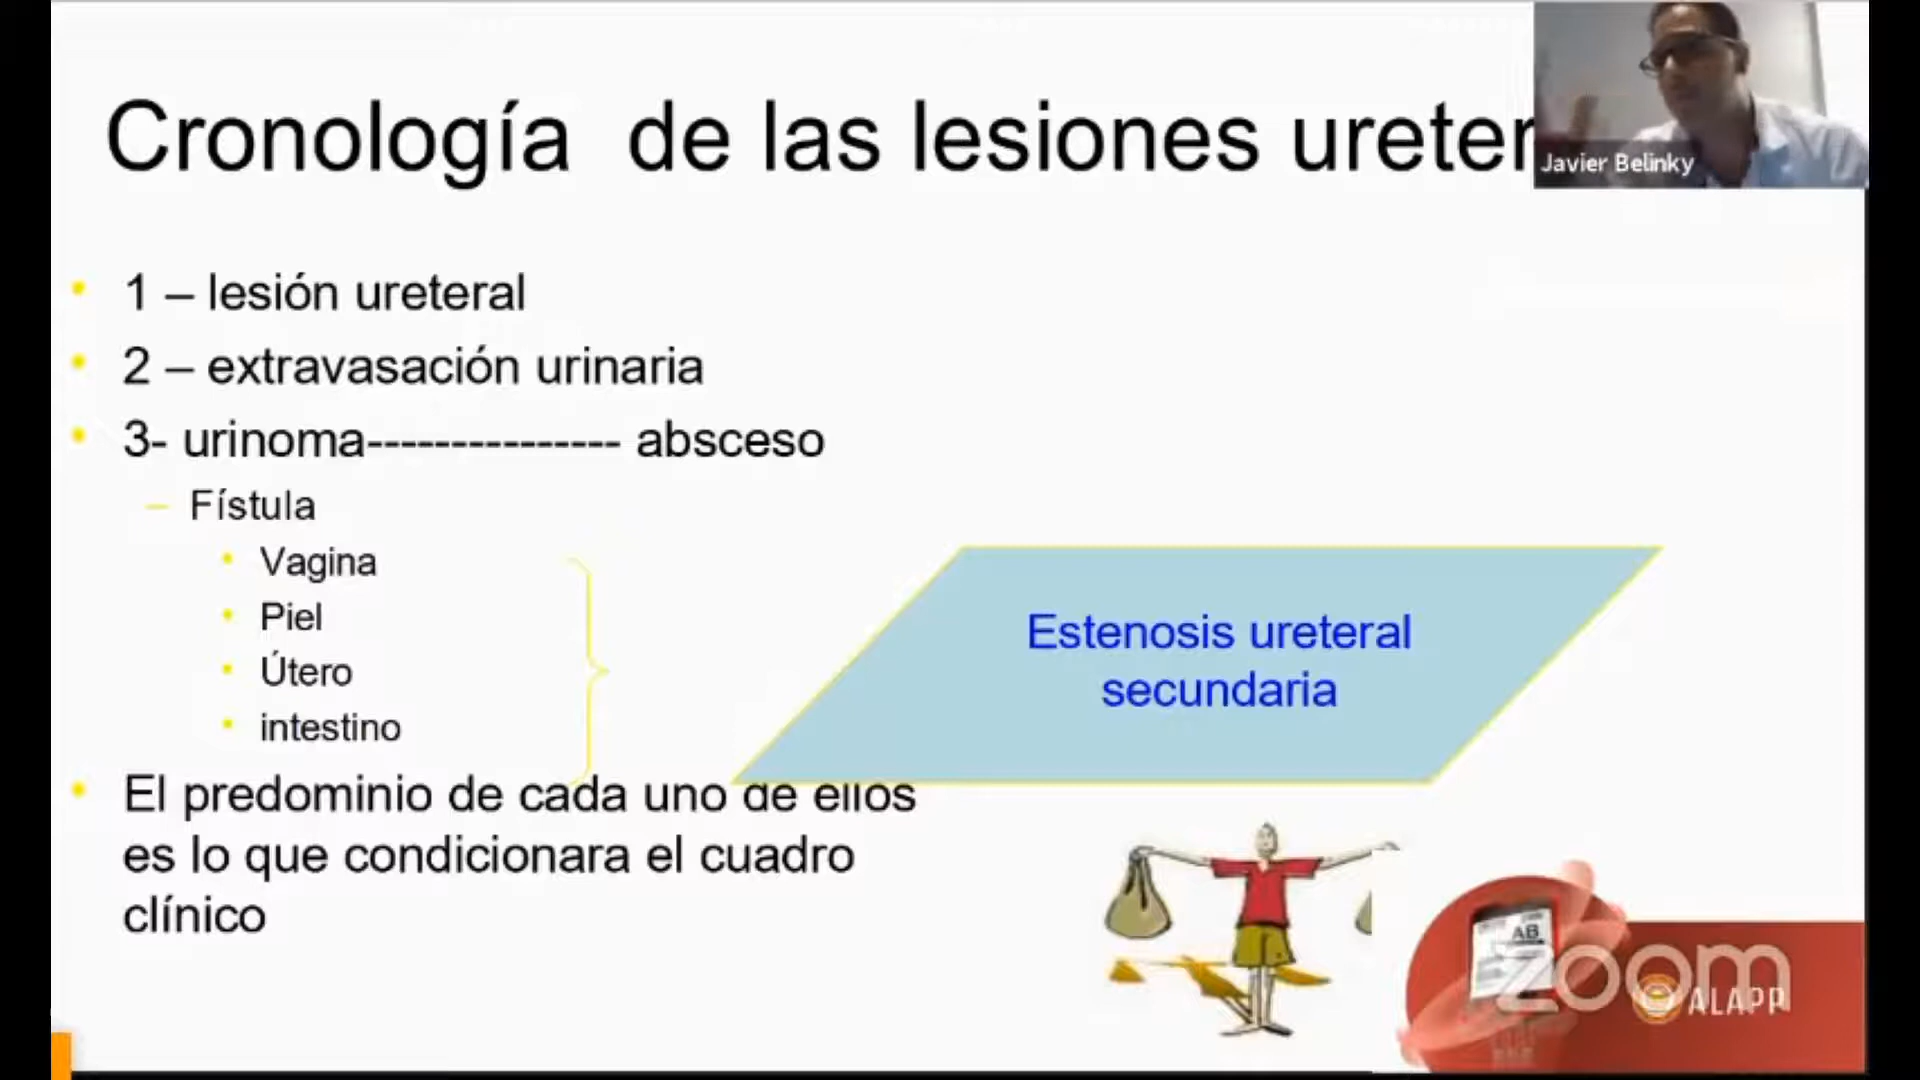 Cronología de las lesiones ureter
Javier Belinky
• 1 – lesión ureteral
• 2 – extravasación urinaria
• 3- urinoma--------------- absceso
– Fístula
• Vagina
• Piel
• Útero
• intestino
Estenosis ureteral
secundaria
• El predominio de cada uno de ellos
es lo que condicionara el cuadro
clínico
AB
zoom
ALAPP